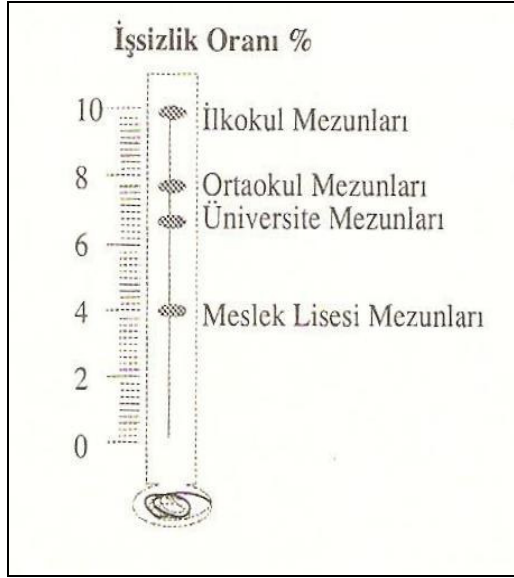 İşsizlik Oranı %
10
İlkokul Mezunları
8
Ortaokul Mezunları
Üniversite Mezunları
6
4
Meslek Lisesi Mezunları
2
0